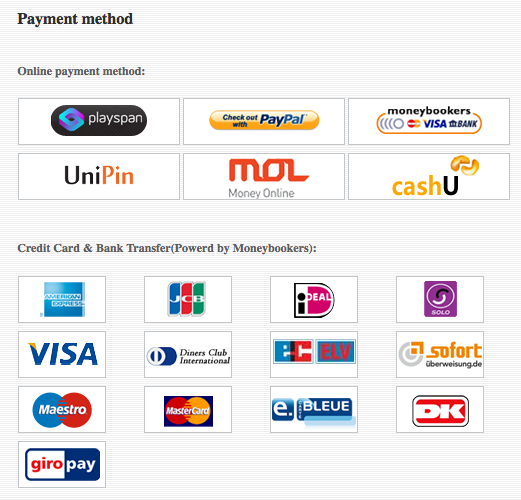 Payment method
Online payment method:
playspan
Check out with PayPal
moneybookers
VISA BANK
UniPin
MOL
Money Online
cashU
Credit Card & Bank Transfer(Powerd by Moneybookers):
AMERICAN EXPRESS
JCB
iDEAL
SOLO
VISA
Diners Club International
EC ELV
sofort überweisung.de
Maestro
MasterCard
e. BLEUE
DK
giropay